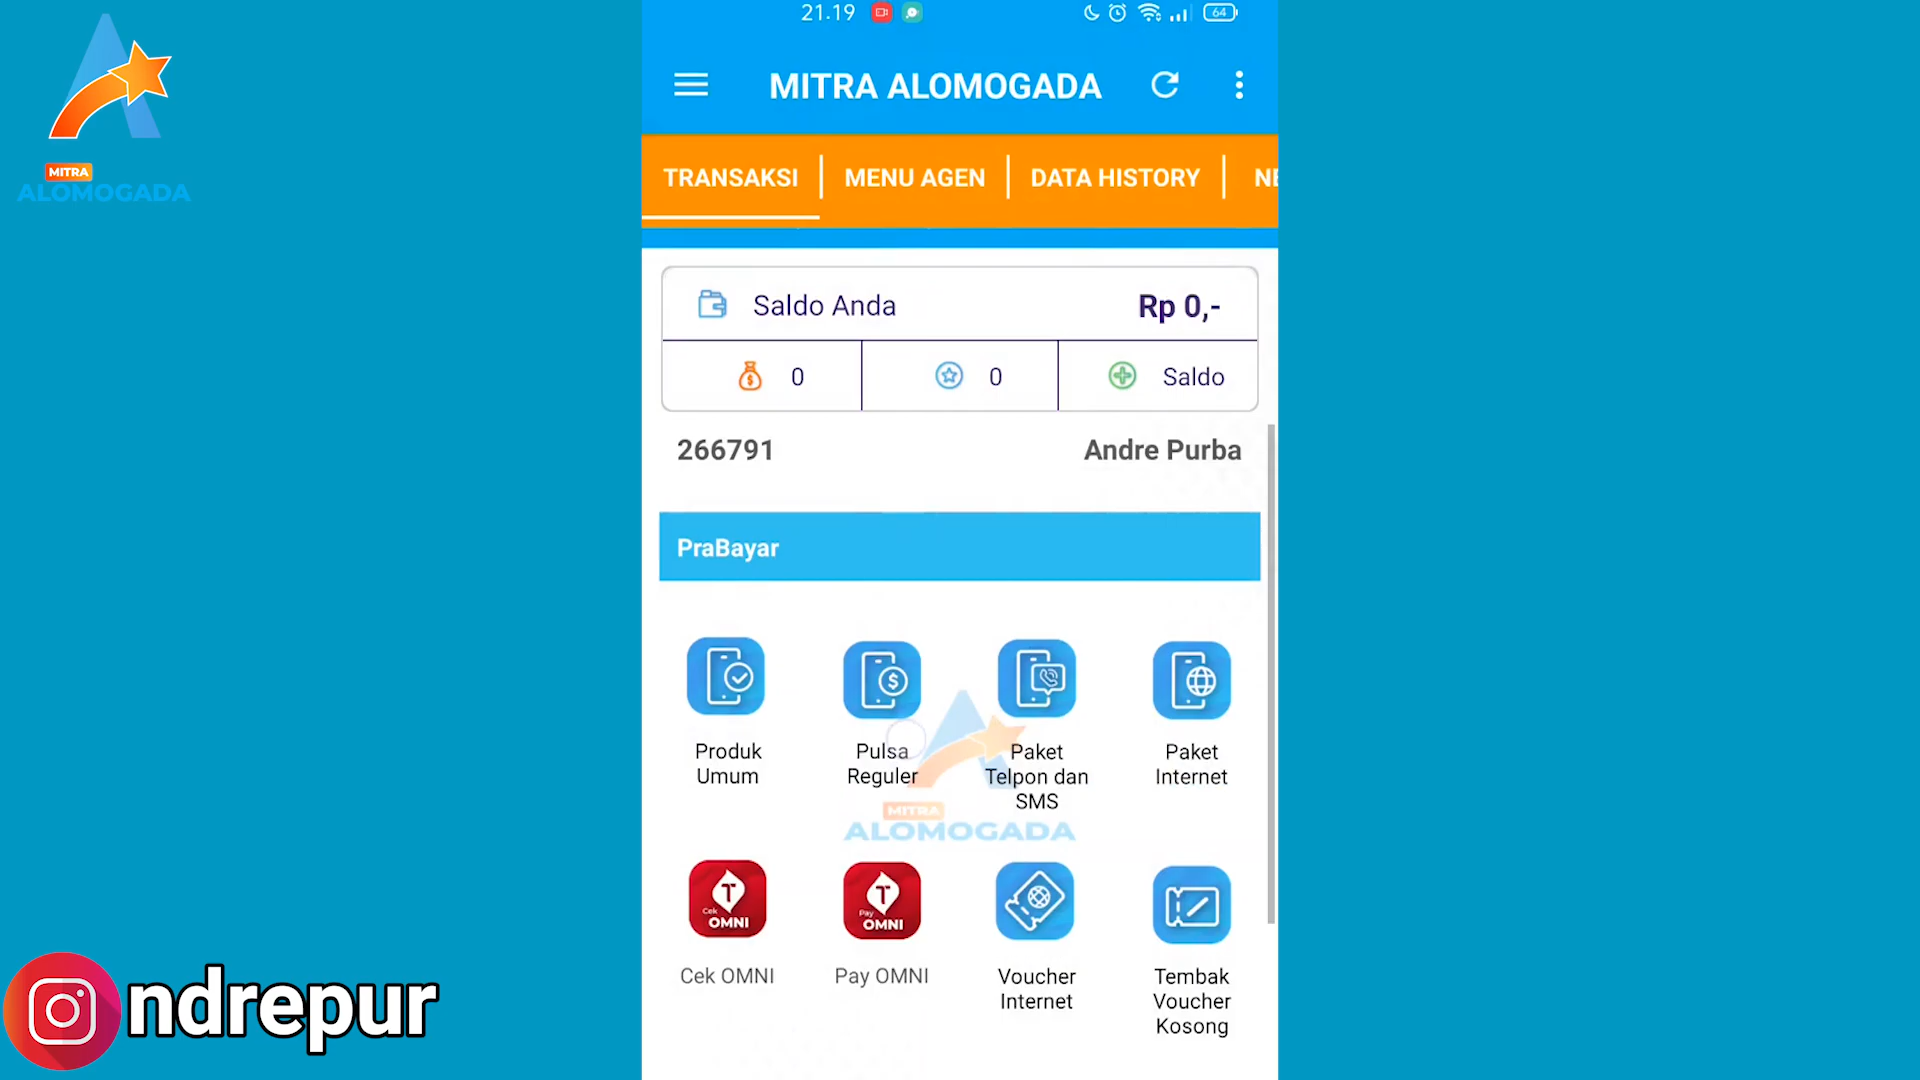 21.19
64
MITRA
ALOMOGADA
MITRA ALOMOGADA
TRANSAKSI
MENU AGEN
DATA HISTORY
Saldo Anda
Rp 0,-
0
0
Saldo
266791
Andre Purba
PraBayar
Produk
Umum
Pulsa
Reguler
Paket
Telpon dan
SMS
Paket
Internet
MITRA
ALOMOGADA
Cek
OMNI
Pay
OMNI
Cek OMNI
Pay OMNI
Voucher
Internet
Tembak
Voucher
Kosong
ndrepur